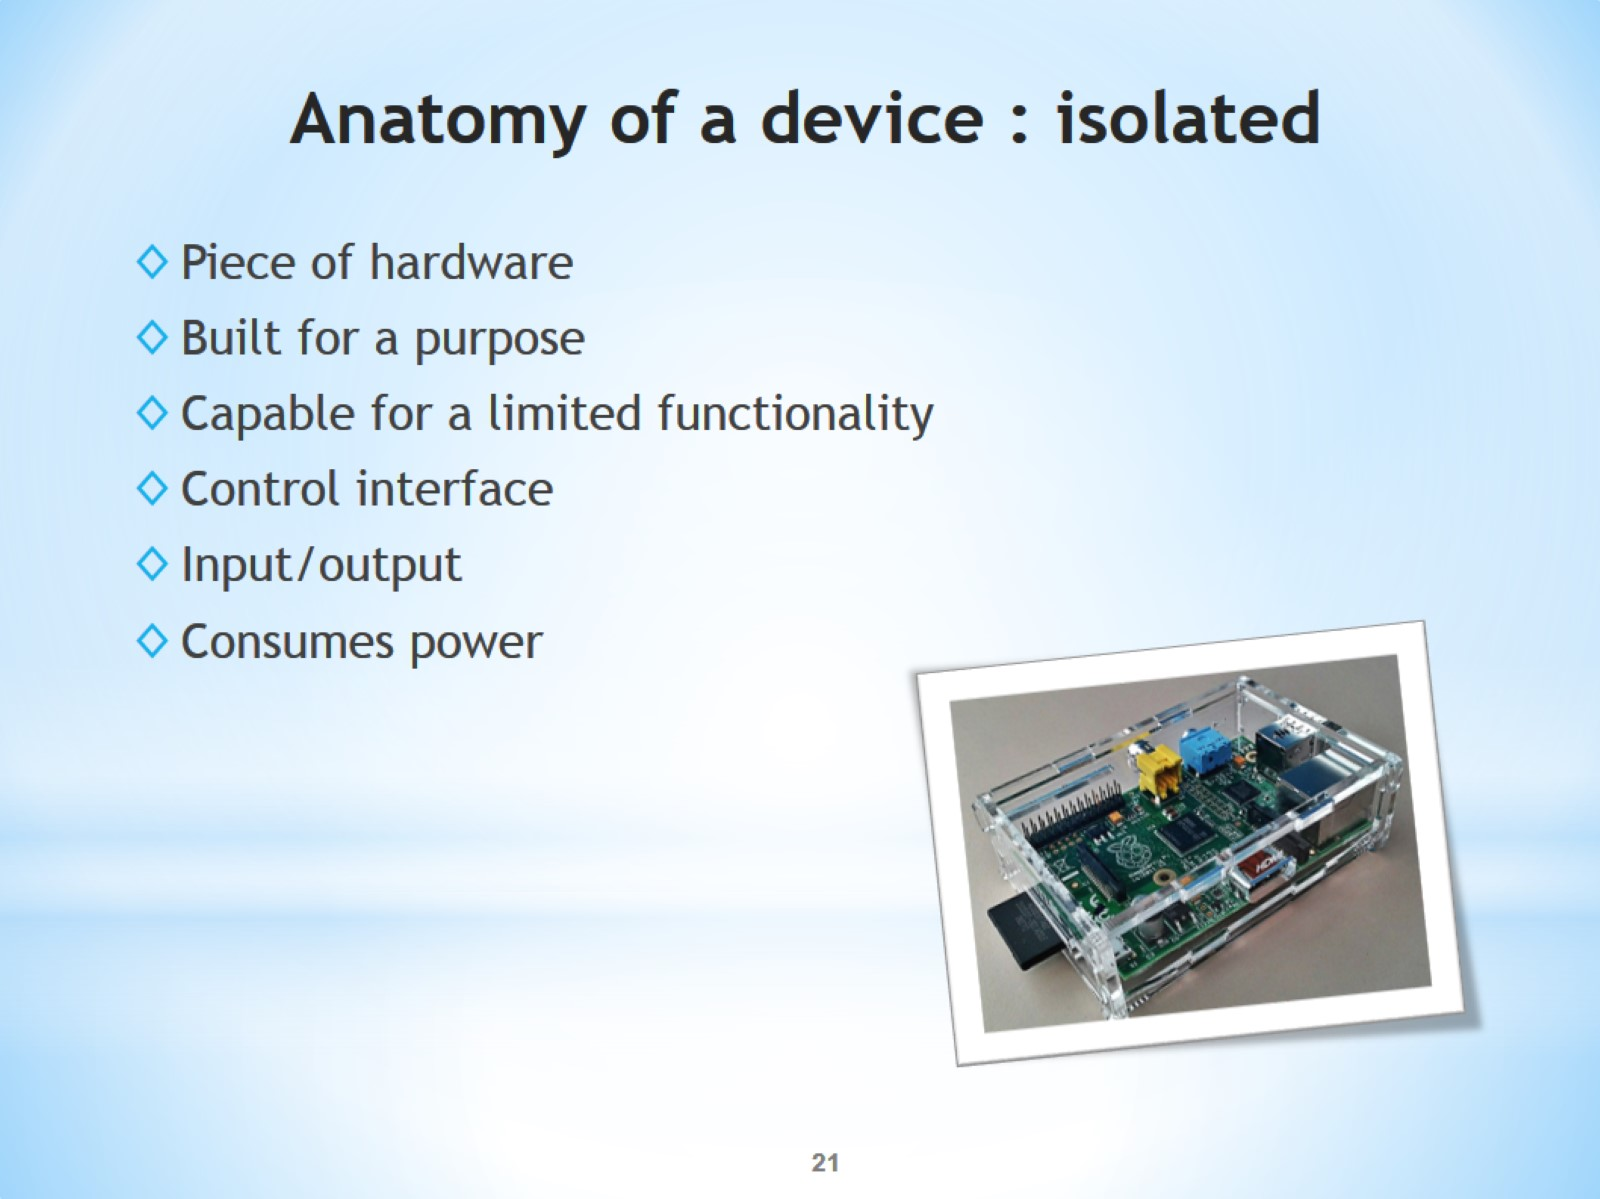 Anatomy of a device : isolated
Piece of hardware
Built for a purpose
Capable for a limited functionality
Control interface
Input/output
Consumes power
HDMI
21